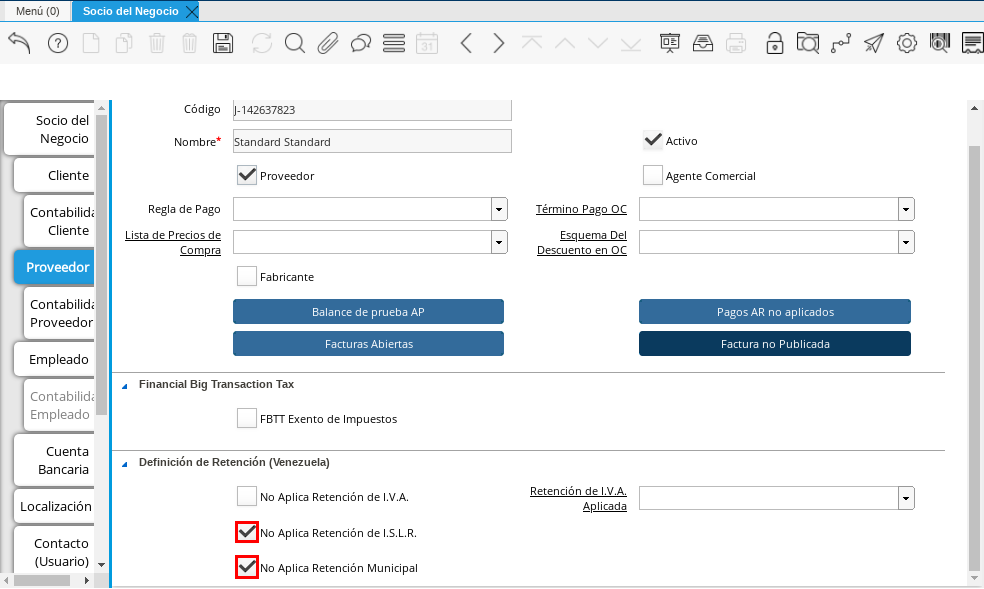 Menú (0)
Socio del Negocio
31
Socio del
Negocio
Cliente
Contabilida
Cliente
Proveedor
Contabilida
Proveedor
Empleado
Contabilida
Empleado
Cuenta
Bancaria
Localización
Contacto
(Usuario)
Código
J-142637823
Nombre*
Standard Standard
Activo
Proveedor
Agente Comercial
Regla de Pago
Término Pago OC
Lista de Precios de
Compra
Esquema Del
Descuento en OC
Fabricante
Balance de prueba AP
Pagos AR no aplicados
Facturas Abiertas
Factura no Publicada
Financial Big Transaction Tax
FBTT Exento de Impuestos
Definición de Retención (Venezuela)
No Aplica Retención de I.V.A.
Retención de I.V.A.
Aplicada
No Aplica Retención de I.S.L.R.
No Aplica Retención Municipal